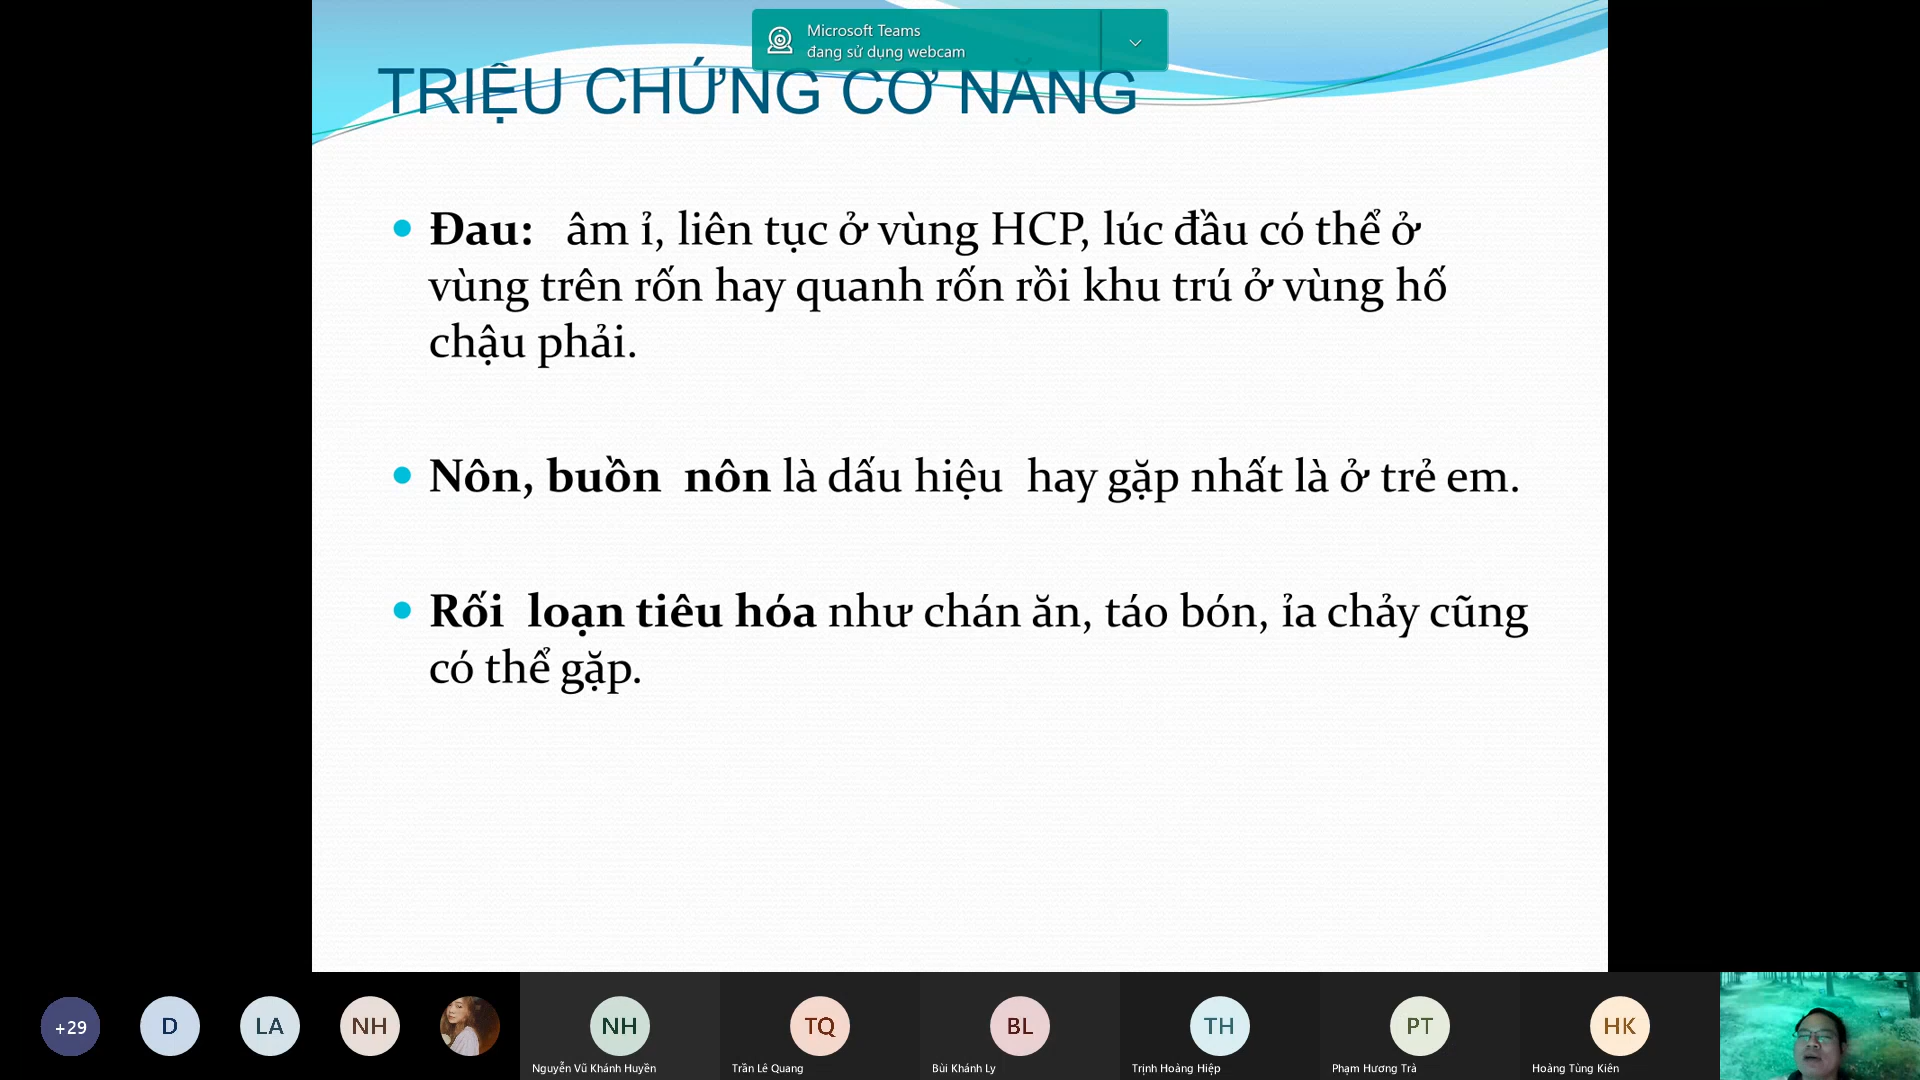 Microsoft Teams
đang sử dụng webcam
TRIỆU CHỨNG CƠ NĂNG
Đau: âm ỉ, liên tục ở vùng HCP, lúc đầu có thể ở
vùng trên rốn hay quanh rốn rồi khu trú ở vùng hố
chậu phải.
Nôn, buồn nôn là dấu hiệu hay gặp nhất là ở trẻ em.
Rối loạn tiêu hóa như chán ăn, táo bón, ỉa chảy cũng
có thể gặp.
+29
D
LA
NH
NH
TQ
BL
TH
PT
HK
Nguyễn Vũ Khánh Huyền
Trần Lê Quang
Bùi Khánh Ly
Trịnh Hoàng Hiệp
Phạm Hương Trà
Hoàng Tùng Kiên